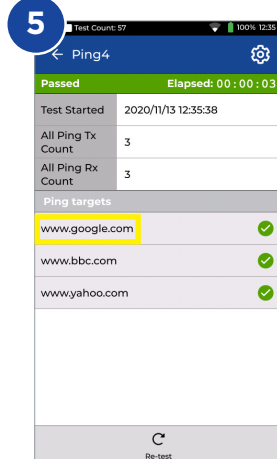 5
Test Count: 57 100% 12:35
Ping4
Passed Elapsed: 00:00:03
Test Started 2020/11/13 12:35:38
All Ping Tx
Count 3
All Ping Rx
Count 3
Ping targets
www.google.com
www.bbc.com
www.yahoo.com
Re-test